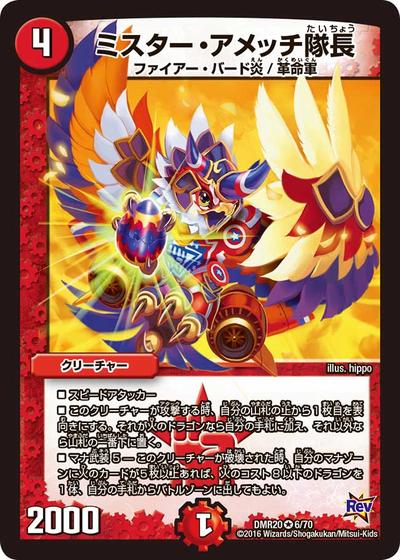 4
たいちょう
ミスター・アメッチ隊長
えん かくめいぐん
ファイアー・バード炎 / 革命軍
illus. hippo
クリーチャー
■ スピードアタッカー
■ このクリーチャーが攻撃する時、自分の山札の上から1枚目を表向きにする。それが火のドラゴンなら自分の手札に加え、それ以外なら山札の一番下に置く。
■ マナ武装 5 ― このクリーチャーが破壊された時、自分のマナゾーンに火のカードが5枚以上あれば、火のコスト8以下のドラゴンを1体、自分の手札からバトルゾーンに出してもよい。
Rev
2000
1
DMR20 6/70
©2016 Wizards/Shogakukan/Mitsui-Kids